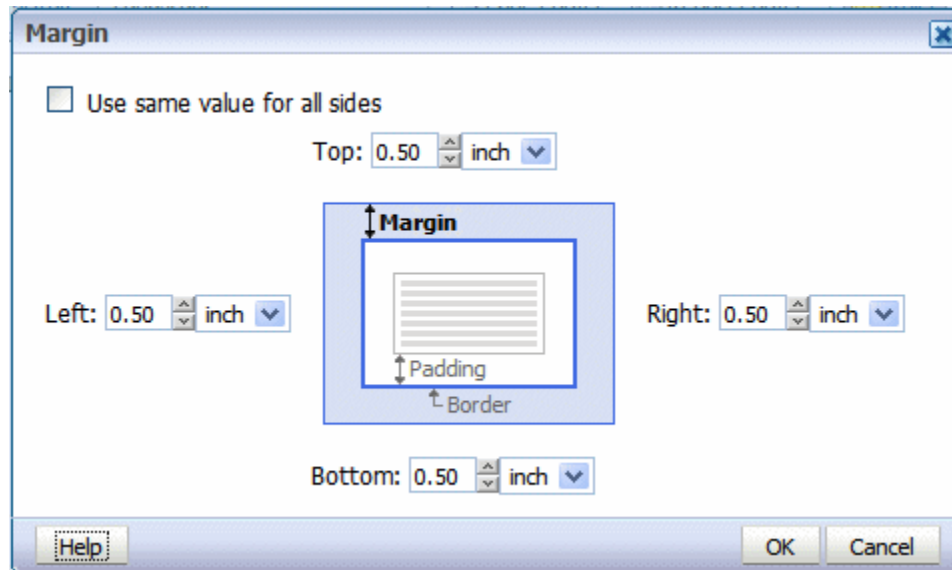 Margin
Use same value for all sides
Top: 0.50 inch
Margin
Left: 0.50 inch
Right: 0.50 inch
Padding
Border
Bottom: 0.50 inch
Help
OK Cancel